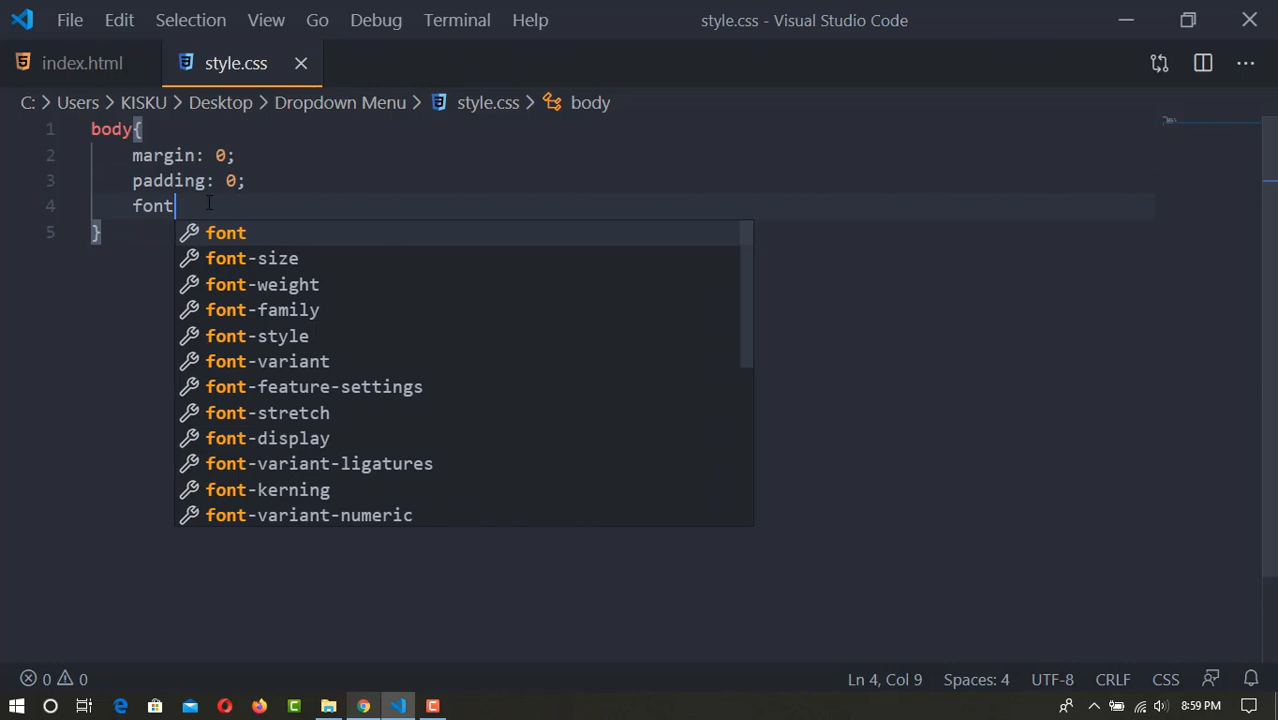 File Edit Selection View Go Debug Terminal Help style.css - Visual Studio Code
index.html style.css
C: > Users > KISKU > Desktop > Dropdown Menu > style.css > body
1 body{
2 margin: 0;
3 padding: 0;
4 font
5 }
font
font-size
font-weight
font-family
font-style
font-variant
font-feature-settings
font-stretch
font-display
font-variant-ligatures
font-kerning
font-variant-numeric
0 0 Ln 4, Col 9 Spaces: 4 UTF-8 CRLF CSS
8:59 PM